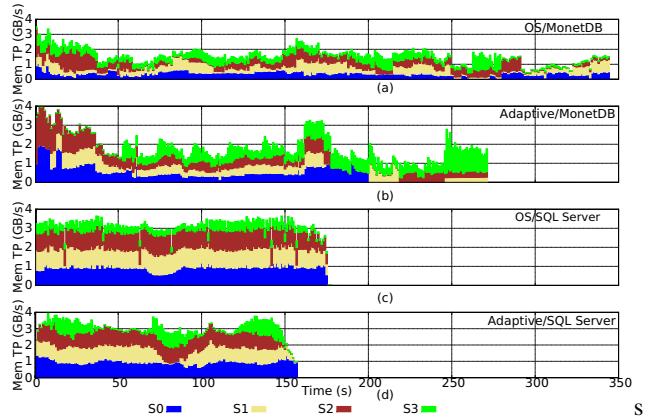 Mem TP (GB/s)
4
3
2
1
0
OS/MonetDB
(a)
Mem TP (GB/s)
4
3
2
1
0
Adaptive/MonetDB
(b)
Mem TP (GB/s)
4
3
2
1
0
OS/SQL Server
(c)
Mem TP (GB/s)
4
3
2
1
0
Adaptive/SQL Server
0 50 100 150 200 250 300 350
Time (s)
(d)
S0 S1 S2 S3
S